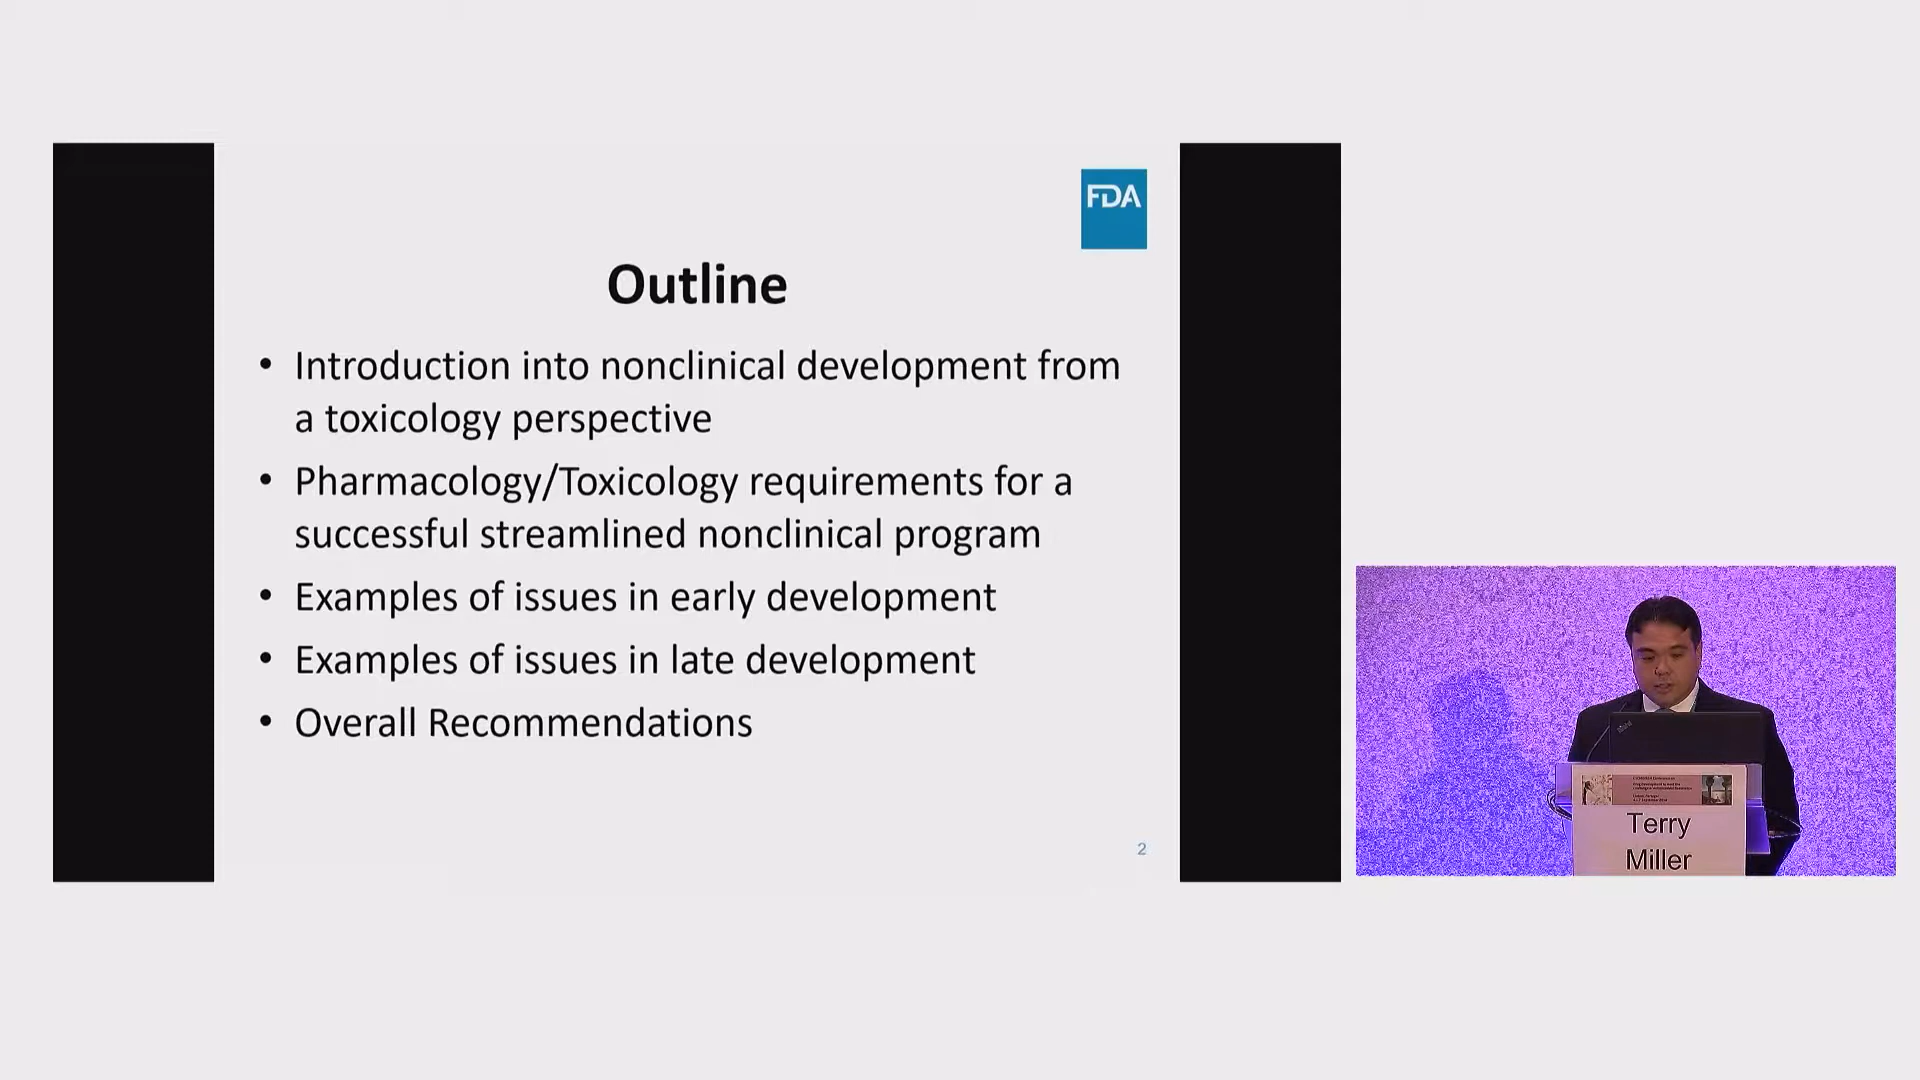 FDA
Outline
• Introduction into nonclinical development from
a toxicology perspective
• Pharmacology/Toxicology requirements for a
successful streamlined nonclinical program
• Examples of issues in early development
• Examples of issues in late development
• Overall Recommendations
2
Terry
Miller